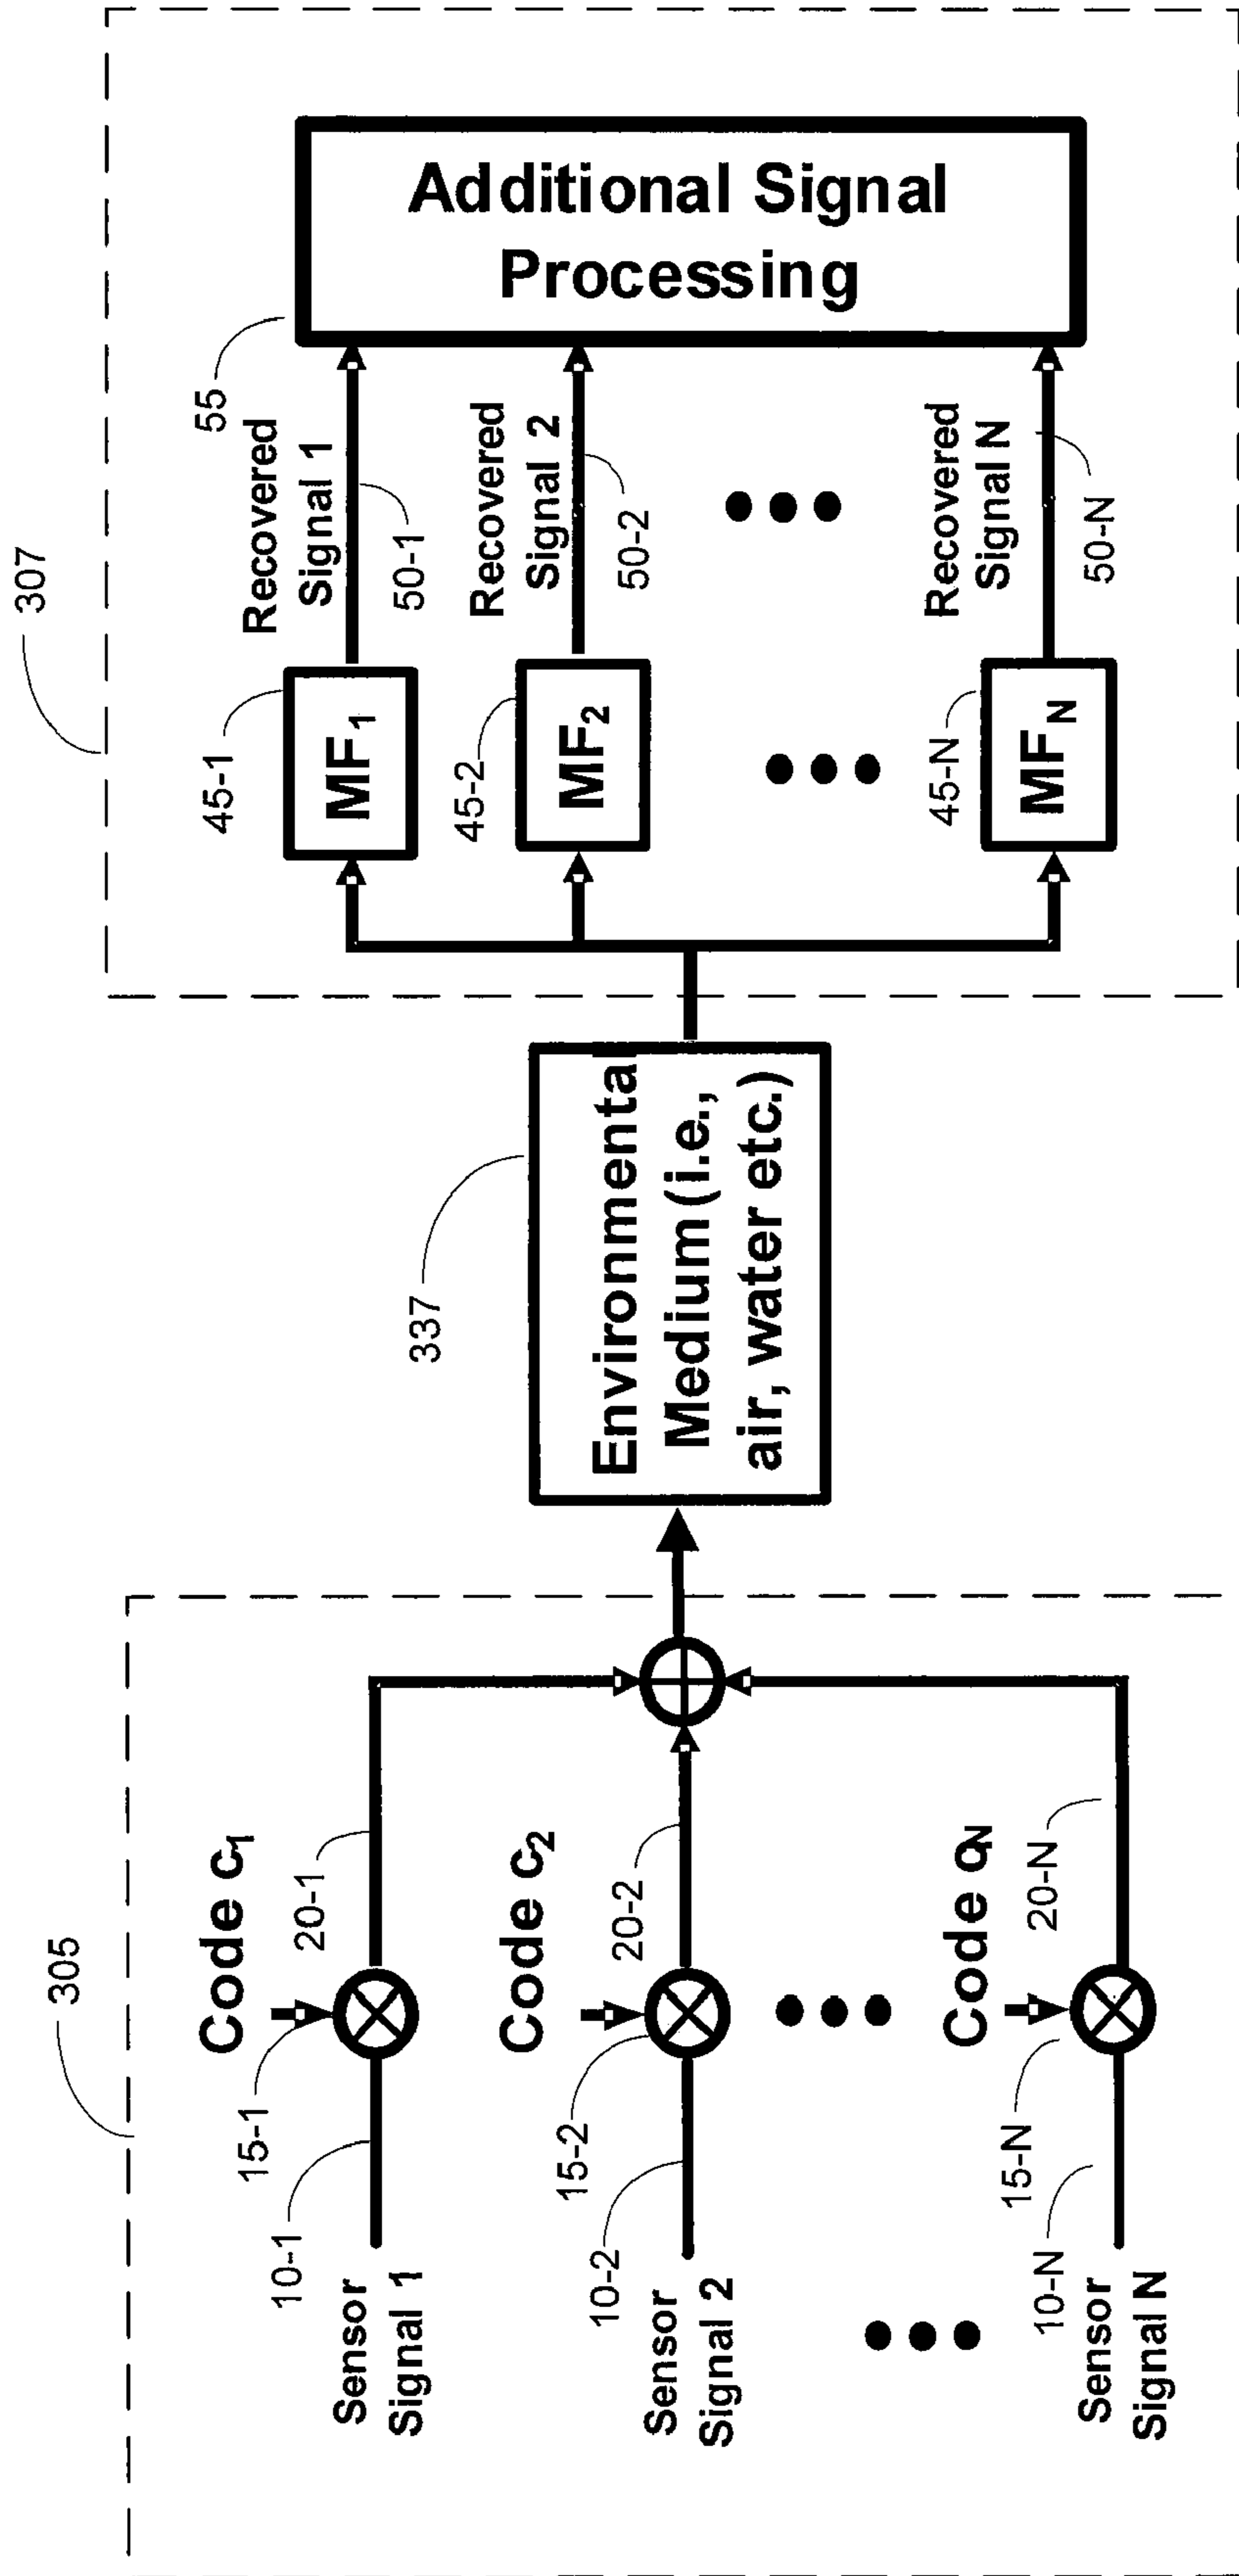 305
Sensor
Signal 1
10-1
15-1
Code c1
20-1
Sensor
Signal 2
10-2
15-2
Code c2
20-2
Sensor
Signal N
10-N
15-N
Code cN
20-N
337
Environmental
Medium (i.e.,
air, water etc.)
307
45-1
MF1
Recovered
Signal 1
50-1
45-2
MF2
Recovered
Signal 2
50-2
45-N
MFN
Recovered
Signal N
50-N
55
Additional Signal
Processing